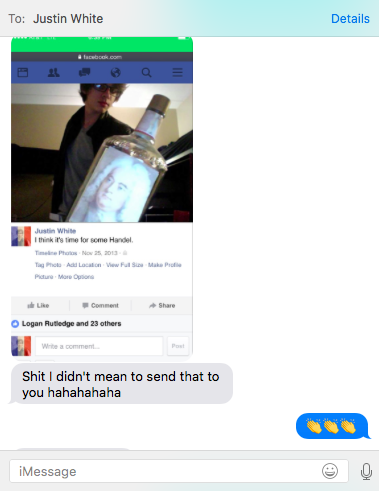 To: Justin White
Details
facebook.com
Justin White
I think it's time for some Handel.
Timeline Photos · Nov 25, 2013 ·
Tag Photo · Add Location · View Full Size · Make Profile
Picture · More Options
Like Comment Share
Logan Rutledge and 23 others
Write a comment...
Post
Shit I didn't mean to send that to
you hahahahaha
👏👏👏
iMessage